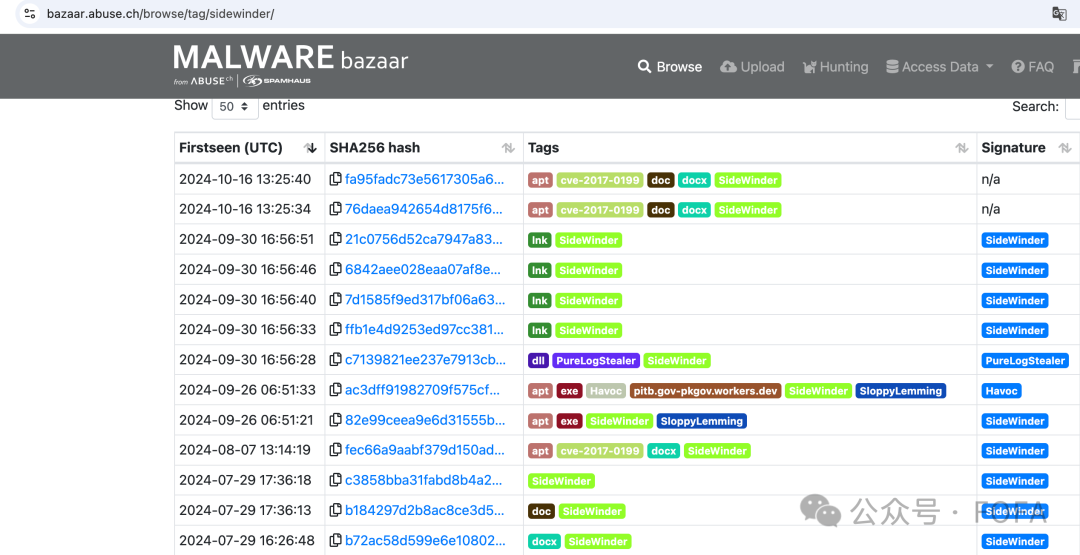 bazaar.abuse.ch/browse/tag/sidewinder/
MALWARE bazaar
from ABUSE ch | SPAMHAUS
Browse Upload Hunting Access Data FAQ
Show 50 entries Search:
Firstseen (UTC) SHA256 hash Tags Signature
2024-10-16 13:25:40 fa95fadc73e5617305a6... apt cve-2017-0199 doc docx SideWinder n/a
2024-10-16 13:25:34 76daea942654d8175f6... apt cve-2017-0199 doc docx SideWinder n/a
2024-09-30 16:56:51 21c0756d52ca7947a83... lnk SideWinder SideWinder
2024-09-30 16:56:46 6842aee028eaa07af8e... lnk SideWinder SideWinder
2024-09-30 16:56:40 7d1585f9ed317bf06a63... lnk SideWinder SideWinder
2024-09-30 16:56:33 ffb1e4d9253ed97cc381... lnk SideWinder SideWinder
2024-09-30 16:56:28 c7139821ee237e7913cb... dll PureLogStealer SideWinder PureLogStealer
2024-09-26 06:51:33 ac3dff91982709f575cf... apt exe Havoc pitb.gov-pkgov.workers.dev SideWinder SloppyLemming Havoc
2024-09-26 06:51:21 82e99ceea9e6d31555b... apt exe SideWinder SloppyLemming SideWinder
2024-08-07 13:14:19 fec66a9aabf379d150ad... apt cve-2017-0199 docx SideWinder SideWinder
2024-07-29 17:36:18 c3858bba31fabd8b4a2... SideWinder SideWinder
2024-07-29 17:36:13 b184297d2b8ac8ce3d5... doc SideWinder SideWinder
公众号 · FOFA
2024-07-29 16:26:48 b72ac58d599e6e10802... docx SideWinder SideWinder